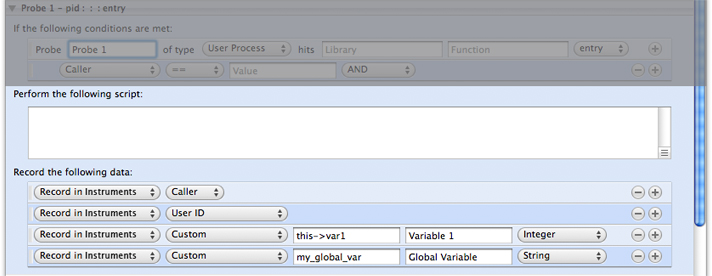 Probe 1 – pid : : : entry
If the following conditions are met:
Probe Probe 1 of type User Process hits Library Function entry
Caller == Value AND
Perform the following script:
Record the following data:
Record in Instruments Caller
Record in Instruments User ID
Record in Instruments Custom this->var1 Variable 1 Integer
Record in Instruments Custom my_global_var Global Variable String